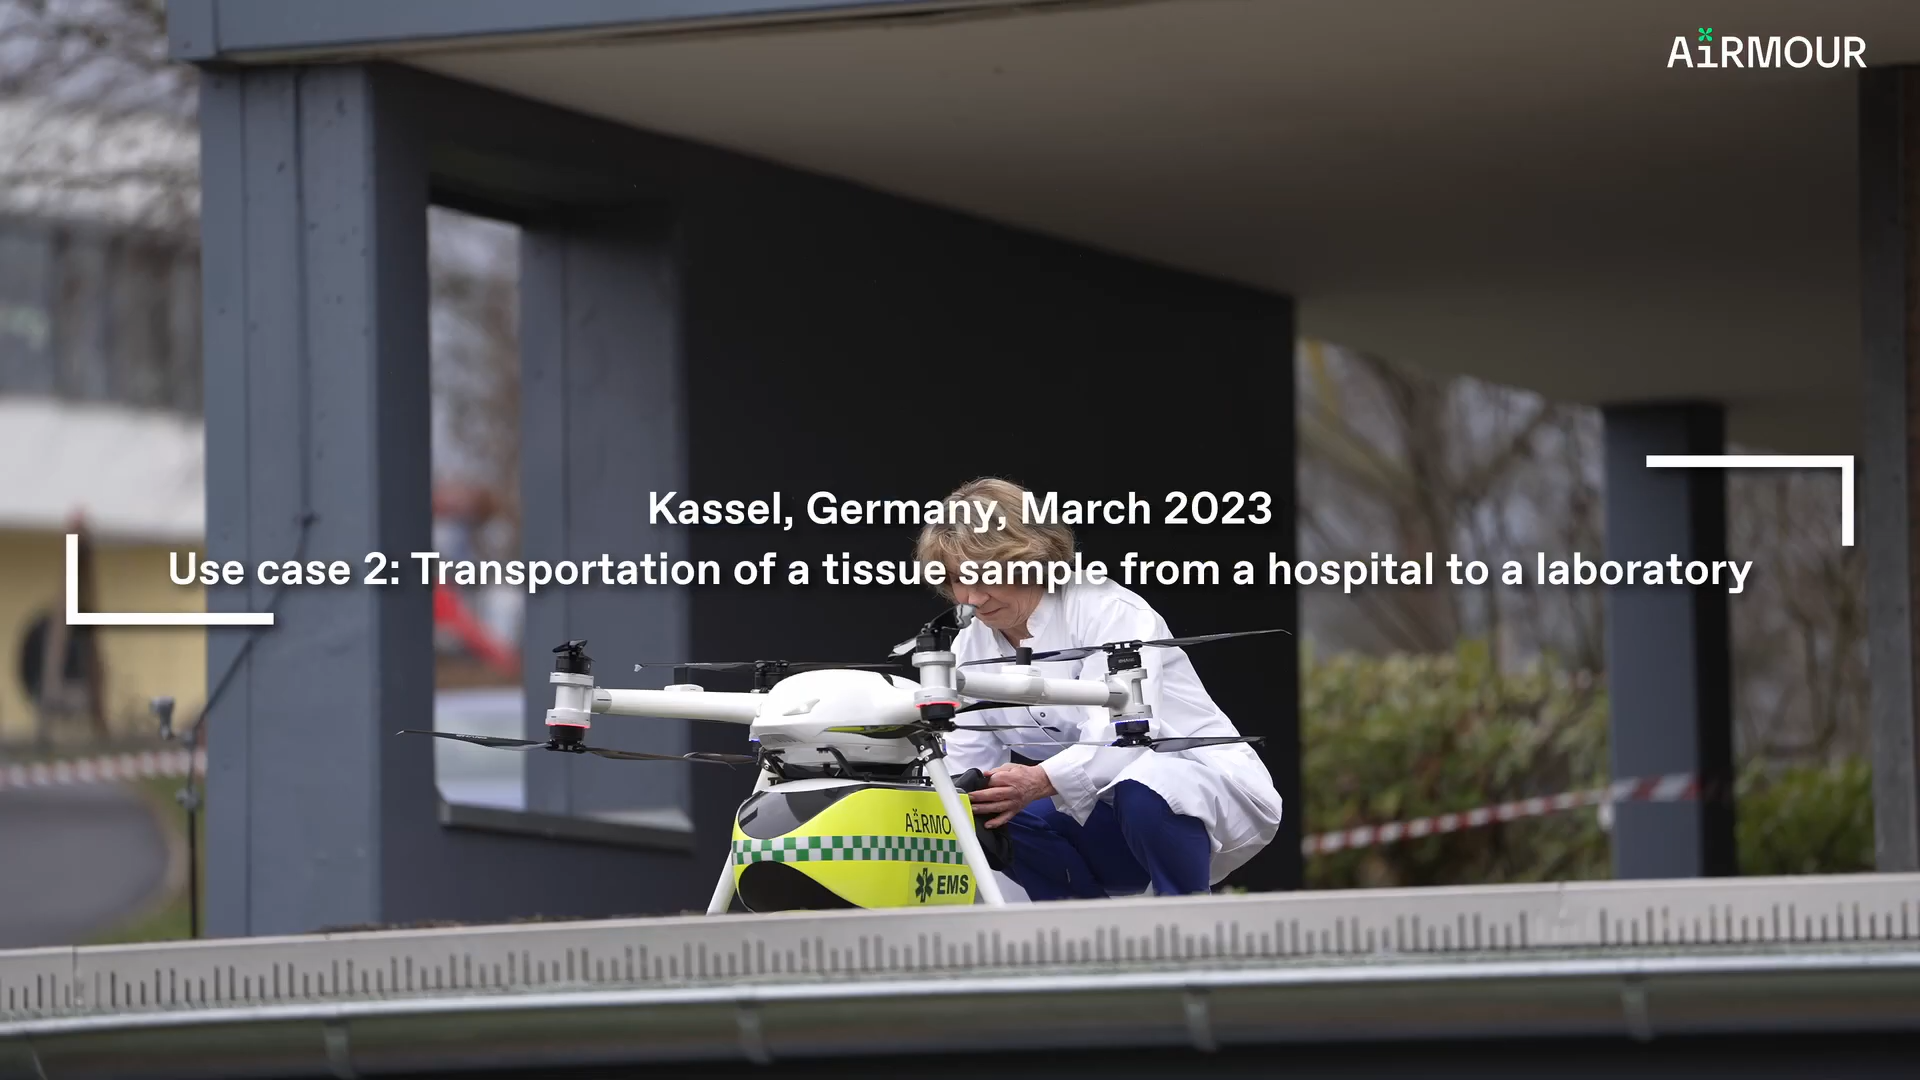 AiRMOUR
Kassel, Germany, March 2023
Use case 2: Transportation of a tissue sample from a hospital to a laboratory
AiRMO
EMS